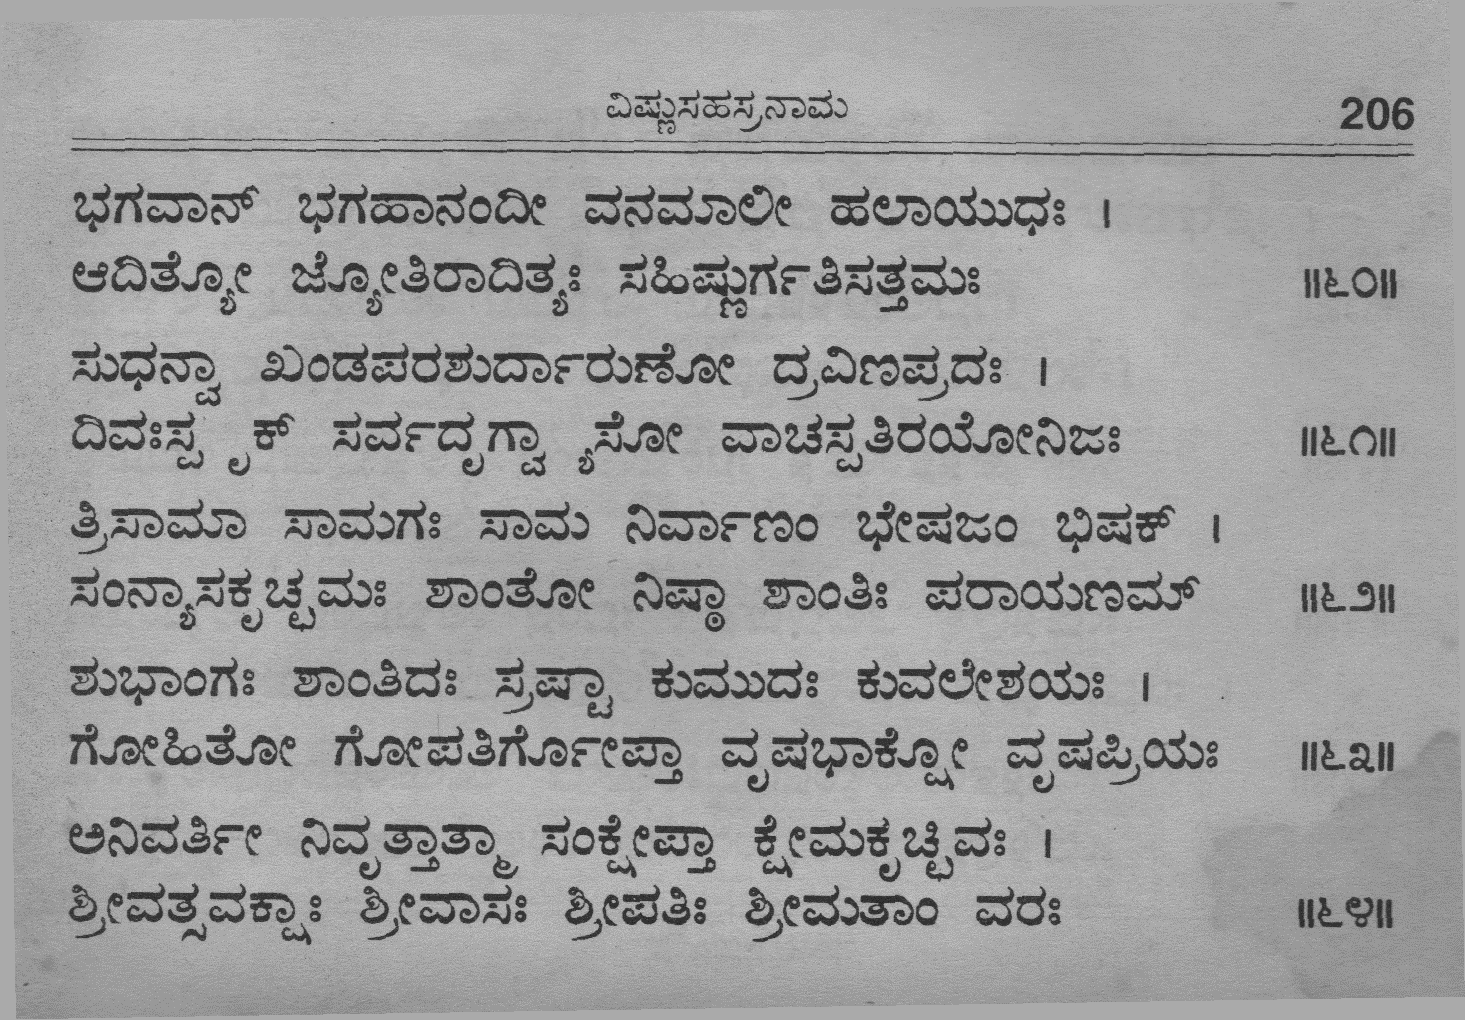 ವಿಷ್ಣುಸಹಸ್ರನಾಮ 206
ಭಗವಾನ್ ಭಗಹಾನಂದೀ ವನಮಾಲೀ ಹಲಾಯುಧಃ ।
ಆದಿತ್ಯೋ ಜ್ಯೋತಿರಾದಿತ್ಯಃ ಸಹಿಷ್ಣುರ್ಗತಿಸತ್ತಮಃ ॥೬೦॥
ಸುಧನ್ವಾ ಖಂಡಪರಶುರ್ದಾರುಣೋ ದ್ರವಿಣಪ್ರದಃ ।
ದಿವಃಸ್ಪೃಕ್ ಸರ್ವದೃಗ್ವ್ಯಾಸೋ ವಾಚಸ್ಪತಿರಯೋನಿಜಃ ॥೬೧॥
ತ್ರಿಸಾಮಾ ಸಾಮಗಃ ಸಾಮ ನಿರ್ವಾಣಂ ಭೇಷಜಂ ಭಿಷಕ್ ।
ಸಂನ್ಯಾಸಕೃಚ್ಛಮಃ ಶಾಂತೋ ನಿಷ್ಠಾ ಶಾಂತಿಃ ಪರಾಯಣಮ್ ॥೬೨॥
ಶುಭಾಂಗಃ ಶಾಂತಿದಃ ಸ್ರಷ್ಟಾ ಕುಮುದಃ ಕುವಲೇಶಯಃ ।
ಗೋಹಿತೋ ಗೋಪತಿರ್ಗೋಪ್ತಾ ವೃಷಭಾಕ್ಷೋ ವೃಷಪ್ರಿಯಃ ॥೬೩॥
ಅನಿವರ್ತೀ ನಿವೃತ್ತಾತ್ಮಾ ಸಂಕ್ಷೇಪ್ತಾ ಕ್ಷೇಮಕೃಚ್ಛಿವಃ ।
ಶ್ರೀವತ್ಸವಕ್ಷಾಃ ಶ್ರೀವಾಸಃ ಶ್ರೀಪತಿಃ ಶ್ರೀಮತಾಂ ವರಃ ॥೬೪॥